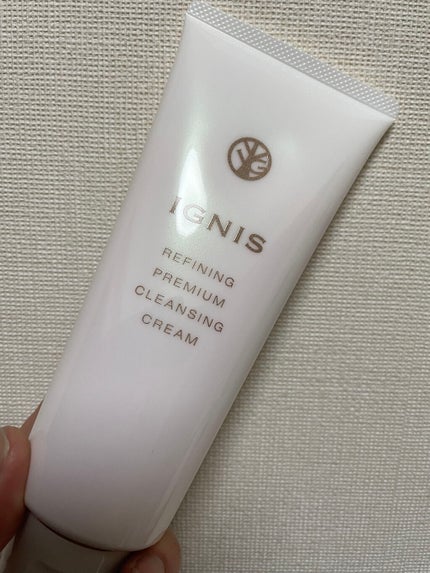 IGNIS
REFINING
PREMIUM
CLEANSING
CREAM